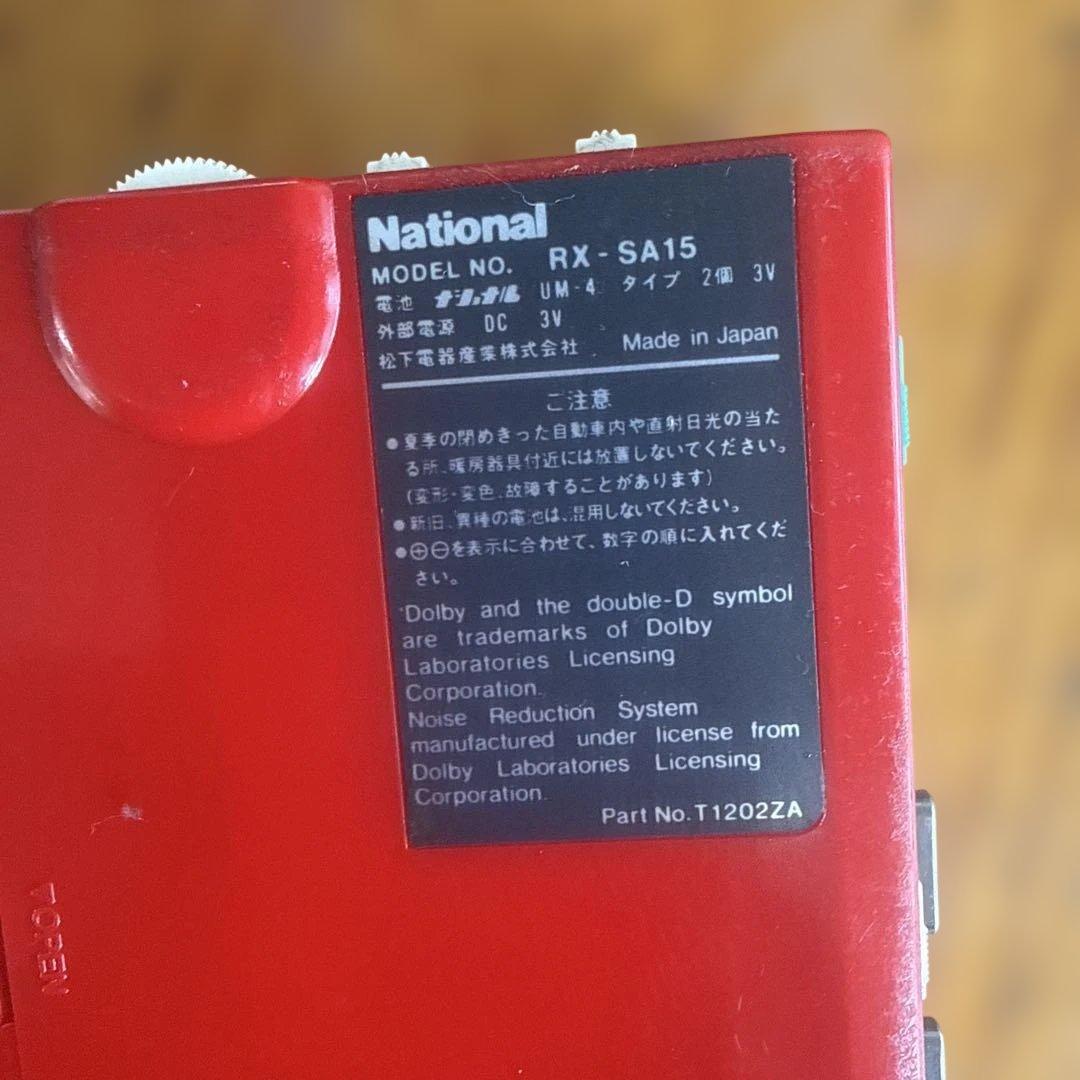 National
MODEL NO. RX-SA15
電池 ナショナル UM-4 タイプ 2個 3V
外部電源 DC 3V
松下電器産業株式会社 Made in Japan
ご注意
●夏季の閉めきった自動車内や直射日光の当た
る所、暖房器具付近には放置しないでください。
(変形・変色、故障することがあります)
●新旧、異種の電池は、混用しないでください。
●⊕⊖を表示に合わせて、数字の順に入れてくだ
さい。
'Dolby and the double-D symbol
are trademarks of Dolby
Laboratories Licensing
Corporation.
Noise Reduction System
manufactured under license from
Dolby Laboratories Licensing
Corporation.
Part No. T1202ZA
OPEN